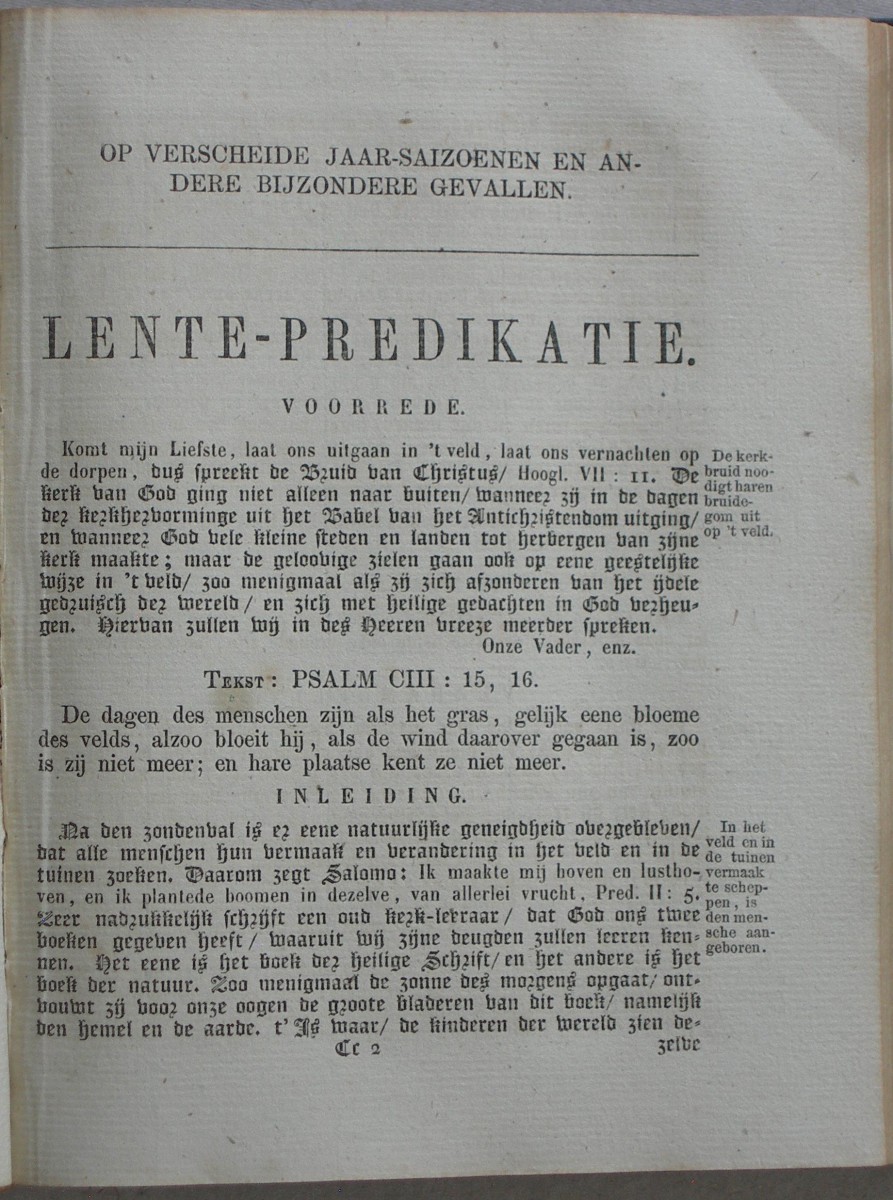 OP VERSCHEIDE JAAR-SAIZOENEN EN AN-
DERE BIJZONDERE GEVALLEN.
LENTE-PREDIKATIE.
VOORREDE.
Komt mijn Liefste, laat ons uitgaan in 't veld, laat ons vernachten op
de dorpen, dus spreekt de Bruid van Christus/ Hoogl. VII : 11. De
kerk van God ging niet alleen naar buiten/ wanneer zij in de dagen
der kerkhervorminge uit het Babel van het Antichristendom uitging/
en wanneer God vele kleine steden en landen tot herbergen van zijne
kerk maakte; maar de geloovige zielen gaan ook op eene geestelijke
wijze in 't veld/ zoo menigmaal als zij zich afzonderen van het ijdele
gedruisch der wereld/ en zich met heilige gedachten in God verheu-
gen. Hiervan zullen wij in des Heeren vreeze meerder spreken.
Onze Vader, enz.
De kerk-
bruid noo-
digt haren
bruide-
gom uit
op 't veld.
TEKST: PSALM CIII : 15, 16.
De dagen des menschen zijn als het gras, gelijk eene bloeme
des velds, alzoo bloeit hij, als de wind daarover gegaan is, zoo
is zij niet meer; en hare plaatse kent ze niet meer.
INLEIDING.
Na den zondenval is er eene natuurlijke geneigdheid overgebleven/
dat alle menschen hun vermaak en verandering in het veld en in de
tuinen zoeken. Daarom zegt Salomo: Ik maakte mij hoven en lustho-
ven, en ik plantede boomen in dezelve, van allerlei vrucht, Pred. II : 5.
Zeer nadrukkelijk schrijft een oud kerk-leeraar/ dat God ons twee
boeken gegeven heeft/ waaruit wij zijne deugden zullen leeren ken-
nen. Het eene is het boek der heilige Schrift/ en het andere is het
boek der natuur. Zoo menigmaal de zonne des morgens opgaat/ ont-
vouwt zij voor onze oogen de groote bladeren van dit boek/ namelijk
den hemel en de aarde. t' Is waar/ de kinderen der wereld zien de-
In het
veld en in
de tuinen
vermaak
te schep-
pen, is
den men-
sche aan-
geboren.
Cc 2
zelve